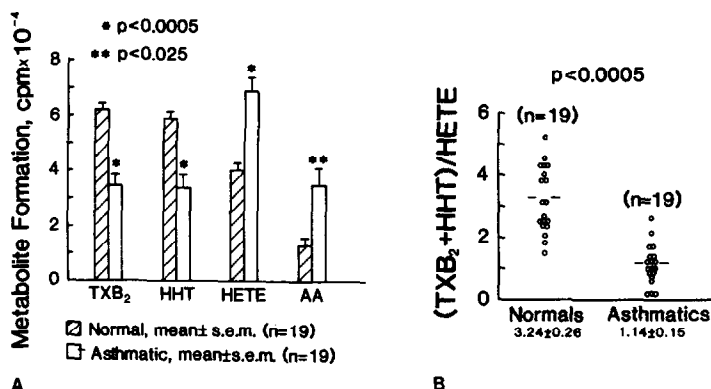 Metabolite Formation, cpm×10⁻⁴
* p<0.0005
** p<0.025
8
6
4
2
0
*
*
*
**
TXB₂ HHT HETE AA
Normal, mean± s.e.m. (n=19)
Asthmatic, mean±s.e.m. (n=19)
A
p<0.0005
(TXB₂+HHT)/HETE
6
4
2
0
(n=19)
(n=19)
Normals Asthmatics
3.24±0.26 1.14±0.15
B